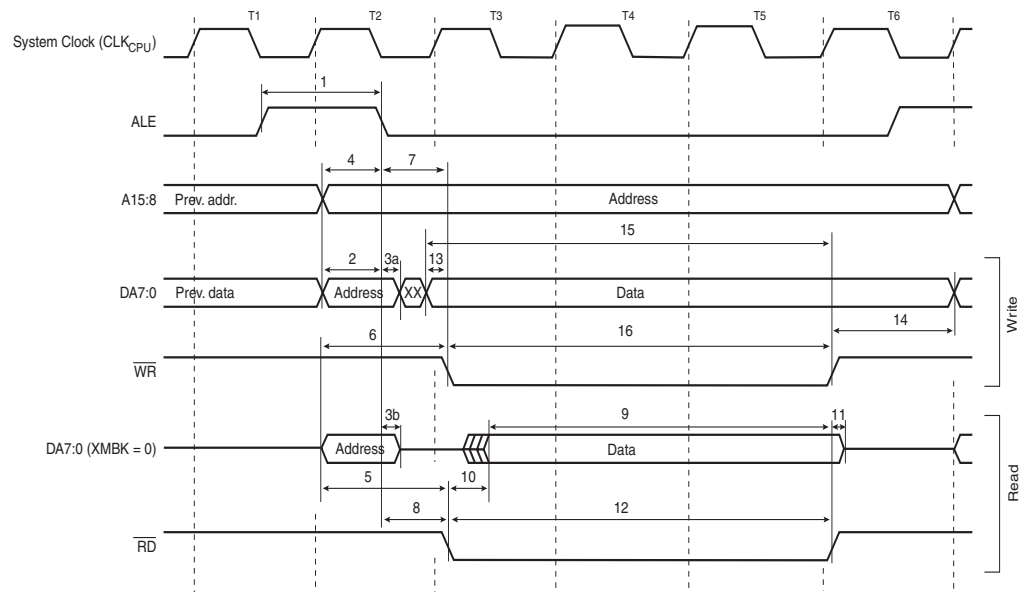 T1 T2 T3 T4 T5 T6
System Clock (CLKCPU)
1
ALE
4 7
A15:8 Prev. addr. Address
15
2 3a 13
DA7:0 Prev. data Address XX Data
6 16 14
WR
Write
3b 9 11
DA7:0 (XMBK = 0) Address Data
5 10
8 12
RD
Read